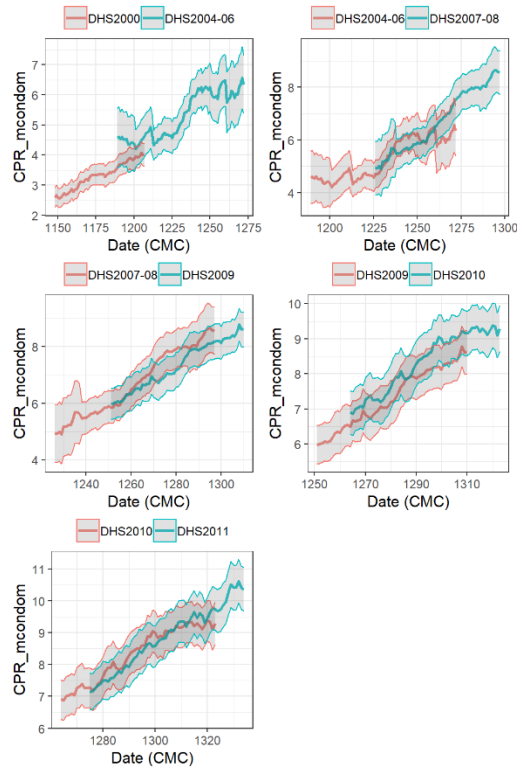 DHS2000 DHS2004-06
CPR_mcondom
7
6
5
4
3
2
1150 1175 1200 1225 1250 1275
Date (CMC)
DHS2004-06 DHS2007-08
CPR_mcondom
8
6
4
1200 1225 1250 1275 1300
Date (CMC)
DHS2007-08 DHS2009
CPR_mcondom
8
6
4
1240 1260 1280 1300
Date (CMC)
DHS2009 DHS2010
CPR_mcondom
10
9
8
7
6
1250 1270 1290 1310
Date (CMC)
DHS2010 DHS2011
CPR_mcondom
11
10
9
8
7
6
1280 1300 1320
Date (CMC)